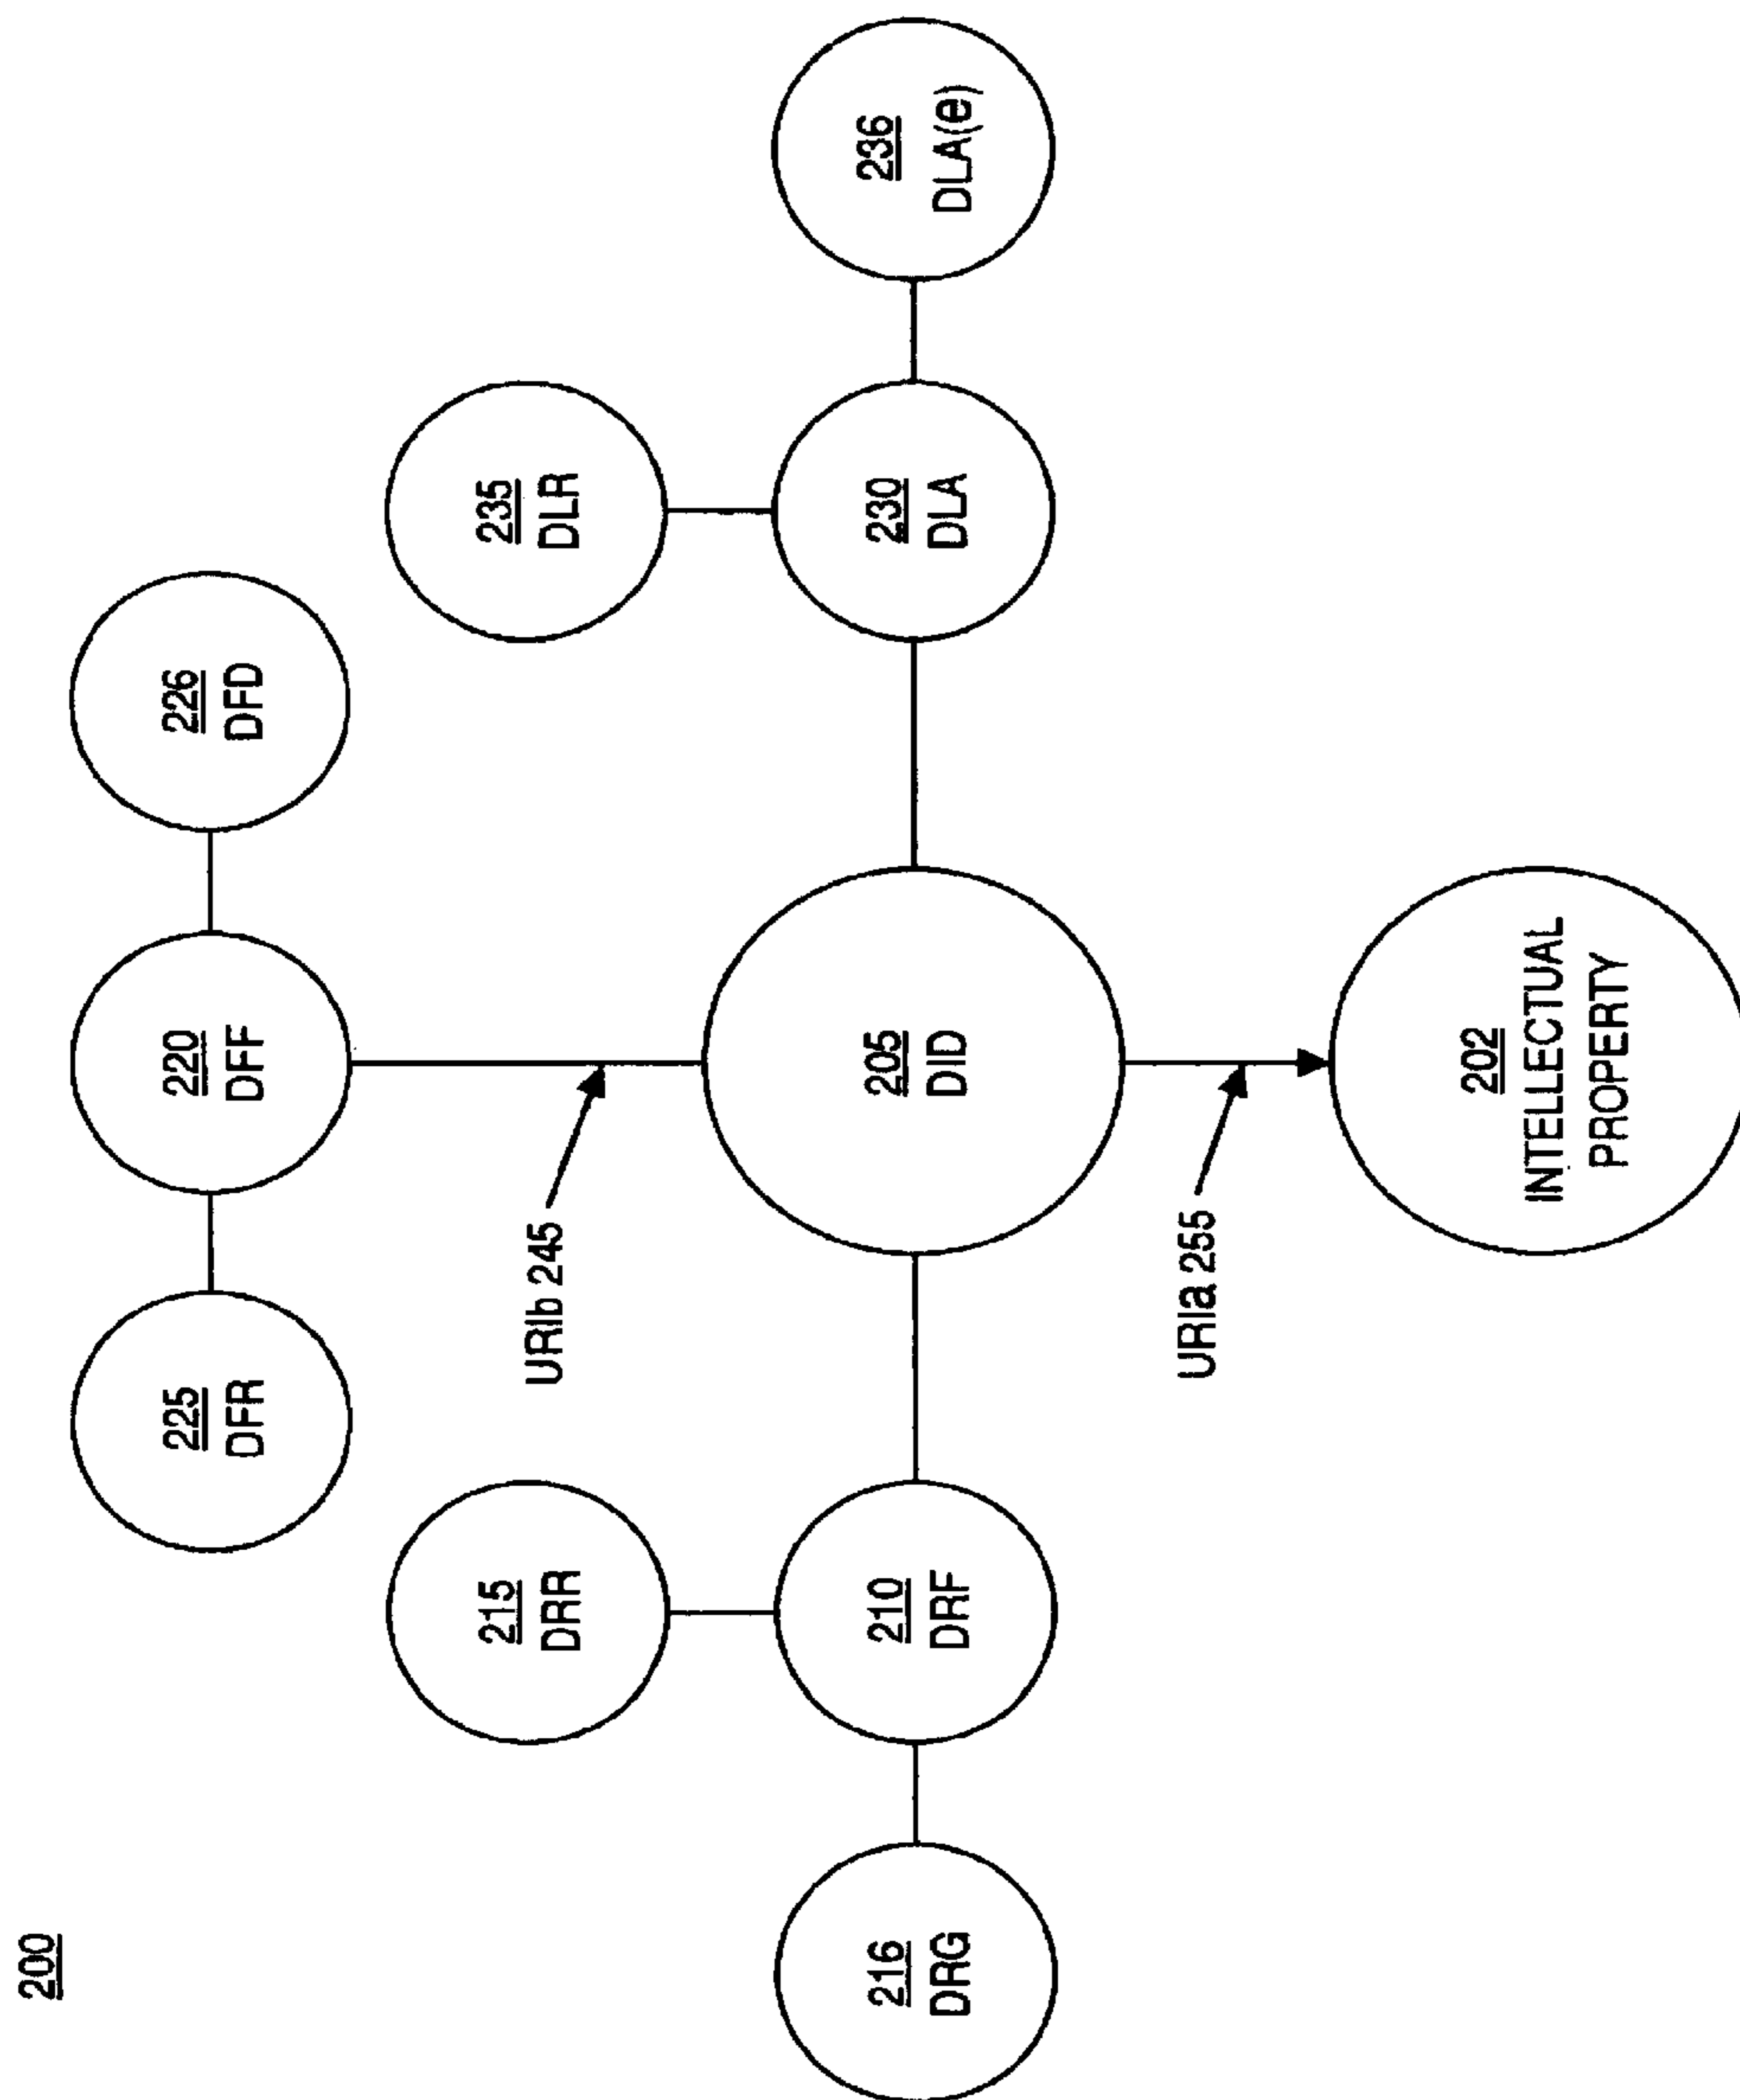 200
225
DFR
220
DFF
226
DFD
215
DRR
URIb 245
235
DLR
216
DRG
210
DRF
205
DID
230
DLA
236
DLA(e)
URIa 255
202
INTELLECTUAL
PROPERTY